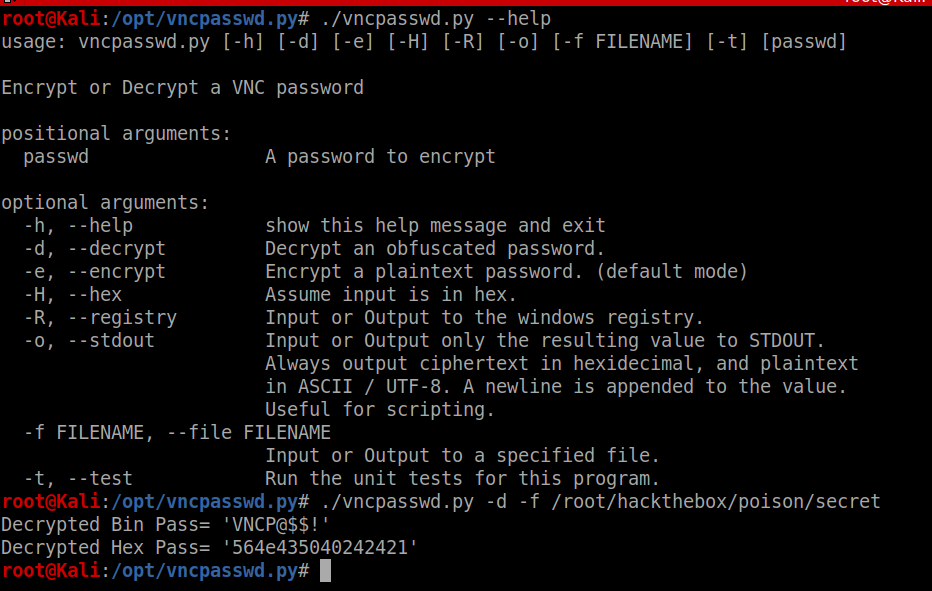 root@Kali:/opt/vncpasswd.py# ./vncpasswd.py --help
usage: vncpasswd.py [-h] [-d] [-e] [-H] [-R] [-o] [-f FILENAME] [-t] [passwd]

Encrypt or Decrypt a VNC password

positional arguments:
  passwd                A password to encrypt

optional arguments:
  -h, --help            show this help message and exit
  -d, --decrypt         Decrypt an obfuscated password.
  -e, --encrypt         Encrypt a plaintext password. (default mode)
  -H, --hex             Assume input is in hex.
  -R, --registry        Input or Output to the windows registry.
  -o, --stdout          Input or Output only the resulting value to STDOUT.
                        Always output ciphertext in hexidecimal, and plaintext
                        in ASCII / UTF-8. A newline is appended to the value.
                        Useful for scripting.
  -f FILENAME, --file FILENAME
                        Input or Output to a specified file.
  -t, --test            Run the unit tests for this program.
root@Kali:/opt/vncpasswd.py# ./vncpasswd.py -d -f /root/hackthebox/poison/secret
Decrypted Bin Pass= 'VNCP@$$!'
Decrypted Hex Pass= '564e435040242421'
root@Kali:/opt/vncpasswd.py#